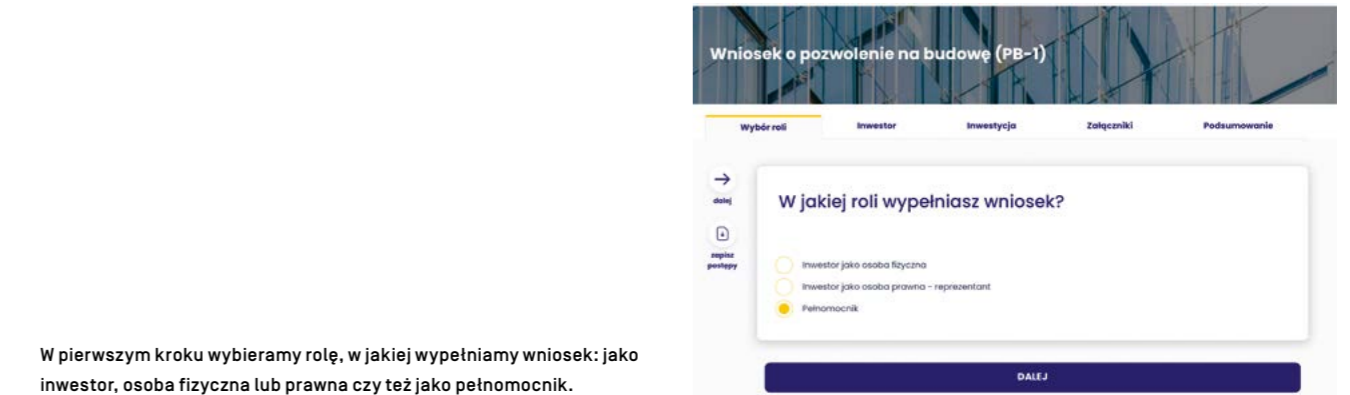 Wniosek o pozwolenie na budowę (PB-1)
Wybór roli
Inwestor
Inwestycja
Załączniki
Podsumowanie
dalej
zapisz
postępy
W jakiej roli wypełniasz wniosek?
Inwestor jako osoba fizyczna
Inwestor jako osoba prawna - reprezentant
Pełnomocnik
DALEJ
W pierwszym kroku wybieramy rolę, w jakiej wypełniamy wniosek: jako
inwestor, osoba fizyczna lub prawna czy też jako pełnomocnik.